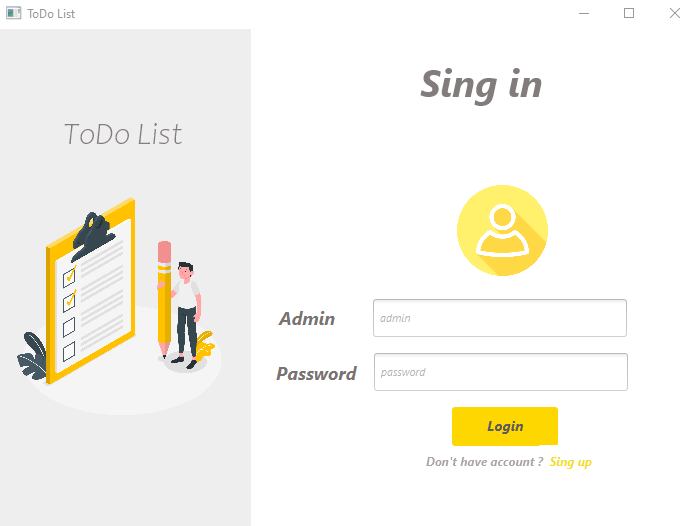 ToDo List
ToDo List
Sing in
Admin
admin
Password
password
Login
Don't have account ? Sing up